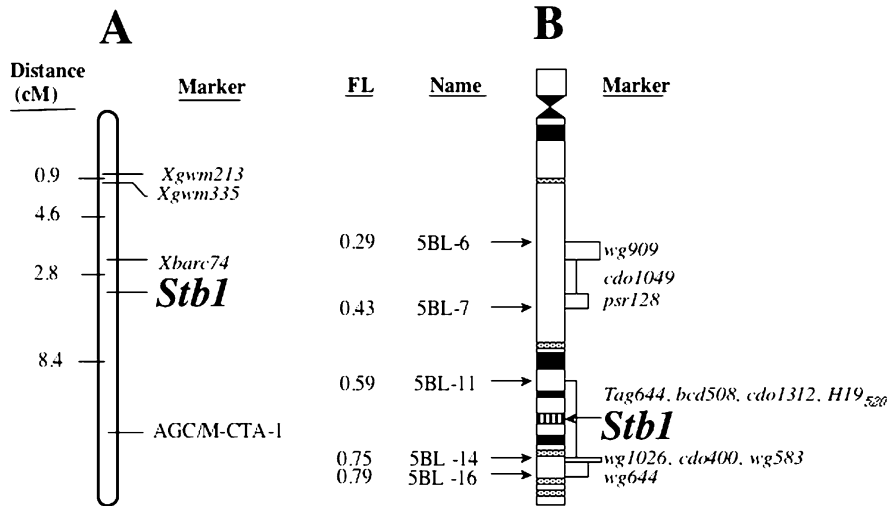 A
B
Distance
(cM)
Marker
FL
Name
Marker
0.9
Xgwm213
Xgwm335
4.6
0.29
5BL-6
wg909
Xbarc74
2.8
cdo1049
Stb1
0.43
5BL-7
psr128
8.4
0.59
5BL-11
Tag644, bcd508, cdo1312, H19520
Stb1
AGC/M-CTA-1
0.75
5BL -14
wg1026, cdo400, wg583
0.79
5BL -16
wg644